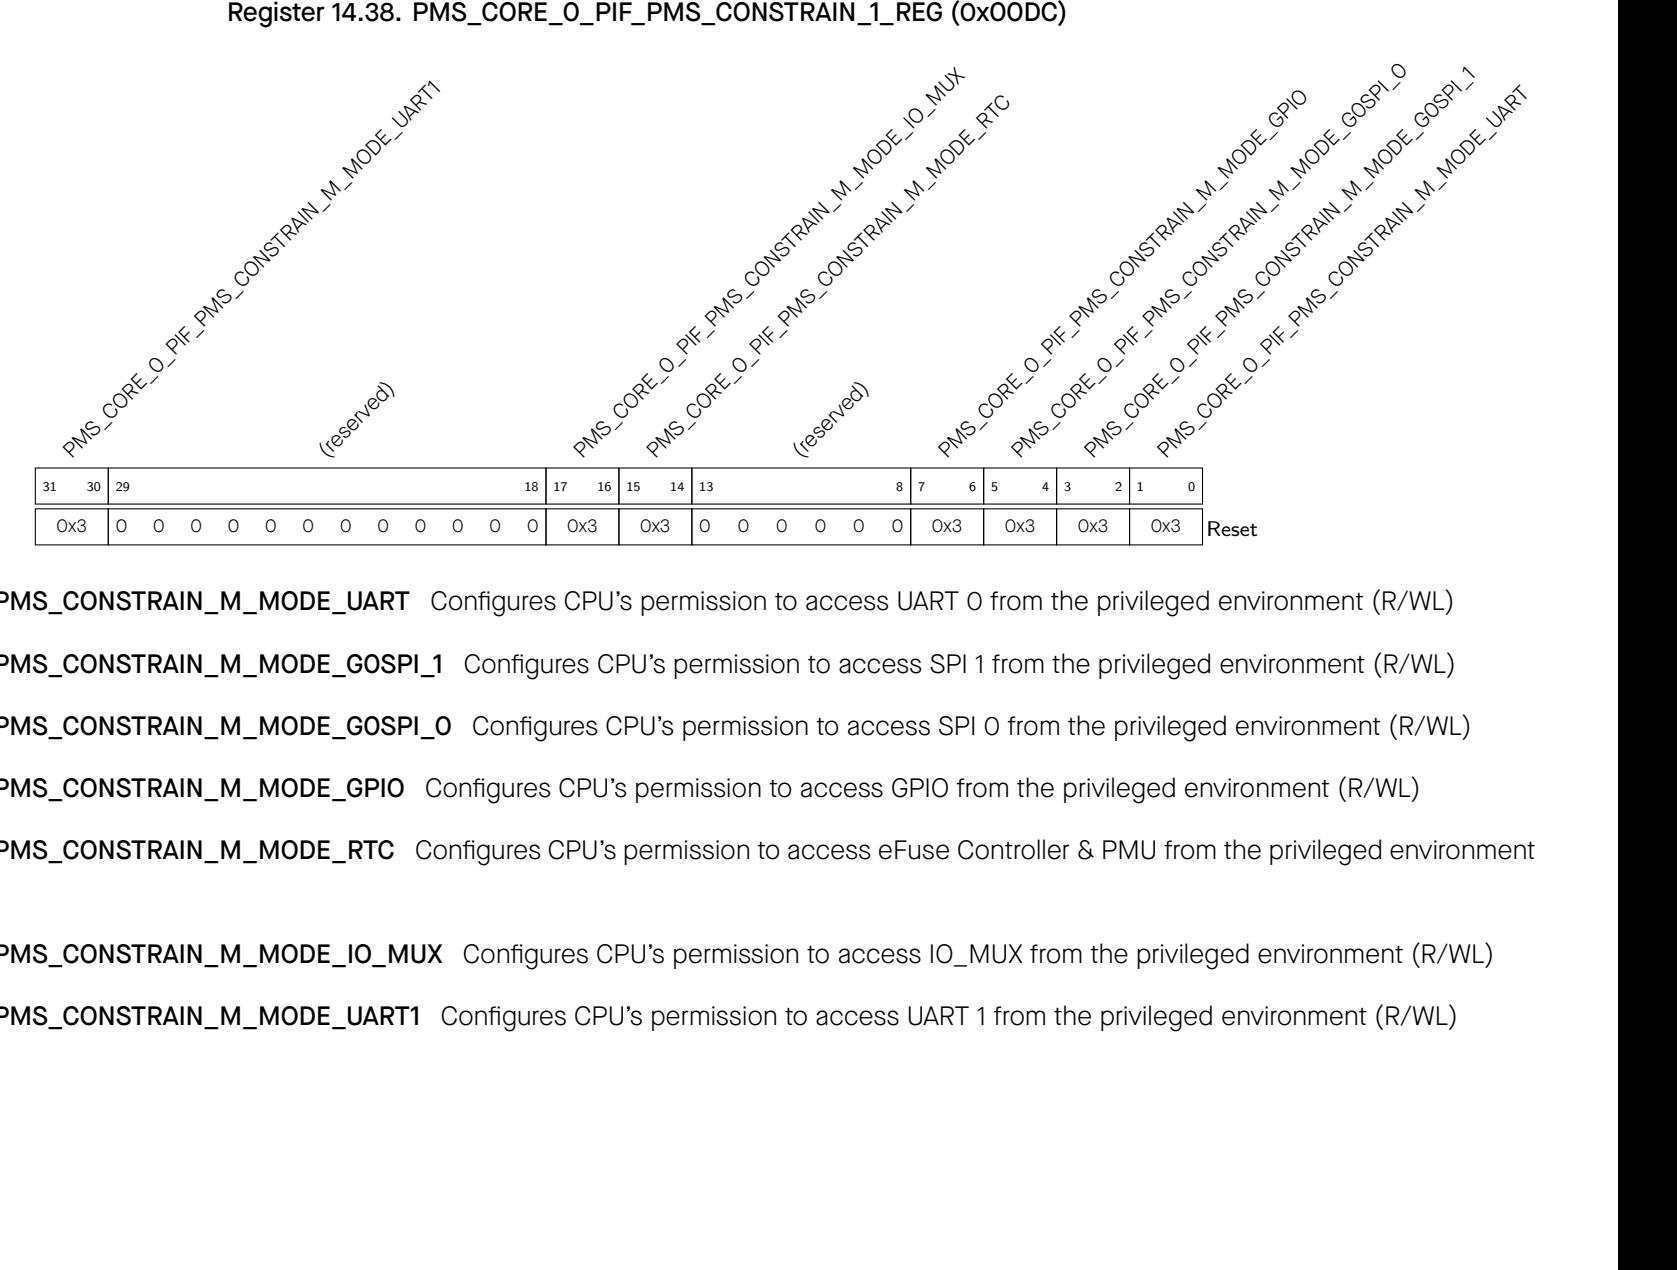 Register 14.38. PMS_CORE_0_PIF_PMS_CONSTRAIN_1_REG (0x00DC)
PMS_CORE_0_PIF_PMS_CONSTRAIN_M_MODE_UART1
(reserved)
PMS_CORE_0_PIF_PMS_CONSTRAIN_M_MODE_IO_MUX
PMS_CORE_0_PIF_PMS_CONSTRAIN_M_MODE_RTC
(reserved)
PMS_CORE_0_PIF_PMS_CONSTRAIN_M_MODE_GPIO
PMS_CORE_0_PIF_PMS_CONSTRAIN_M_MODE_GOSPI_0
PMS_CORE_0_PIF_PMS_CONSTRAIN_M_MODE_GOSPI_1
PMS_CORE_0_PIF_PMS_CONSTRAIN_M_MODE_UART
31 30 29 18 17 16 15 14 13 8 7 6 5 4 3 2 1 0
0x3 0 0 0 0 0 0 0 0 0 0 0 0 0x3 0x3 0 0 0 0 0 0 0x3 0x3 0x3 0x3 Reset
PMS_CONSTRAIN_M_MODE_UART Configures CPU's permission to access UART 0 from the privileged environment (R/WL)
PMS_CONSTRAIN_M_MODE_GOSPI_1 Configures CPU's permission to access SPI 1 from the privileged environment (R/WL)
PMS_CONSTRAIN_M_MODE_GOSPI_0 Configures CPU's permission to access SPI 0 from the privileged environment (R/WL)
PMS_CONSTRAIN_M_MODE_GPIO Configures CPU's permission to access GPIO from the privileged environment (R/WL)
PMS_CONSTRAIN_M_MODE_RTC Configures CPU's permission to access eFuse Controller & PMU from the privileged environment
PMS_CONSTRAIN_M_MODE_IO_MUX Configures CPU's permission to access IO_MUX from the privileged environment (R/WL)
PMS_CONSTRAIN_M_MODE_UART1 Configures CPU's permission to access UART 1 from the privileged environment (R/WL)